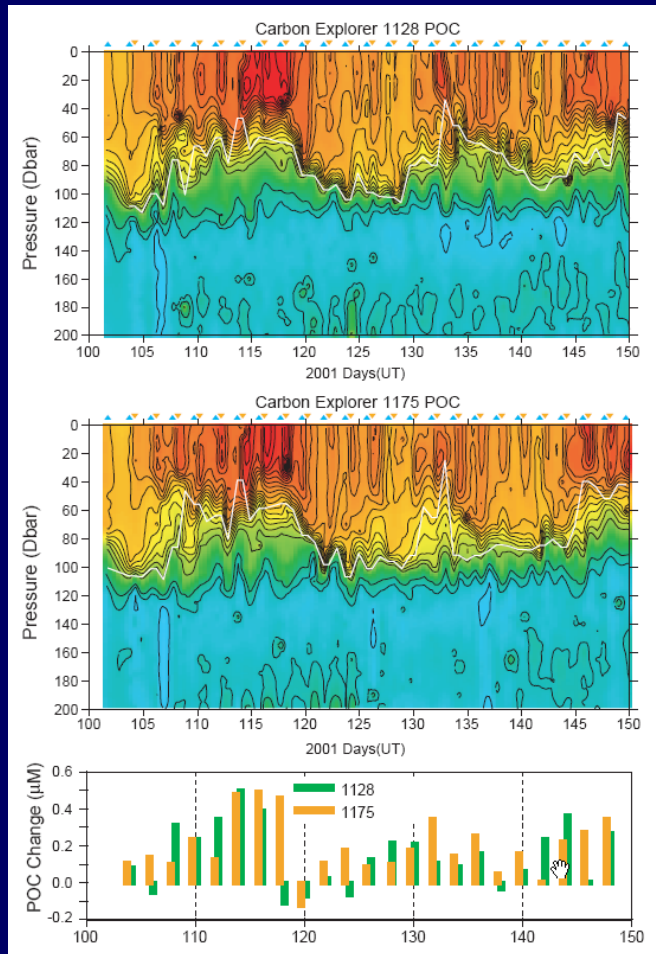 Carbon Explorer 1128 POC
0
20
40
60
80
100
120
140
160
180
200
Pressure (Dbar)
100 105 110 115 120 125 130 135 140 145 150
2001 Days(UT)
Carbon Explorer 1175 POC
0
20
40
60
80
100
120
140
160
180
200
Pressure (Dbar)
100 105 110 115 120 125 130 135 140 145 150
2001 Days(UT)
POC Change (µM)
0.6
0.4
0.2
0.0
-0.2
1128
1175
100 110 120 130 140 150